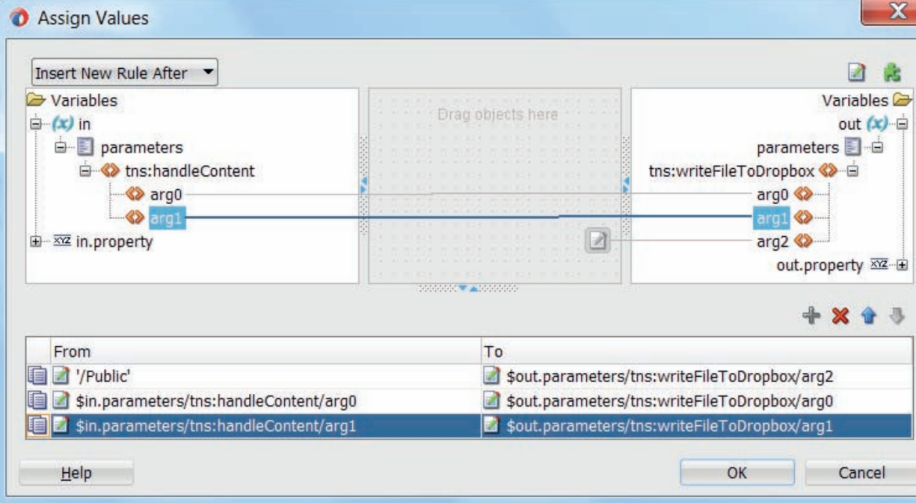 Assign Values
Insert New Rule After
Variables
(x) in
parameters
tns:handleContent
arg0
arg1
XYZ in.property
Drag objects here
Variables
out (x)
parameters
tns:writeFileToDropbox
arg0
arg1
arg2
out.property XYZ
From To
'/Public' $out.parameters/tns:writeFileToDropbox/arg2
$in.parameters/tns:handleContent/arg0 $out.parameters/tns:writeFileToDropbox/arg0
$in.parameters/tns:handleContent/arg1 $out.parameters/tns:writeFileToDropbox/arg1
Help OK Cancel